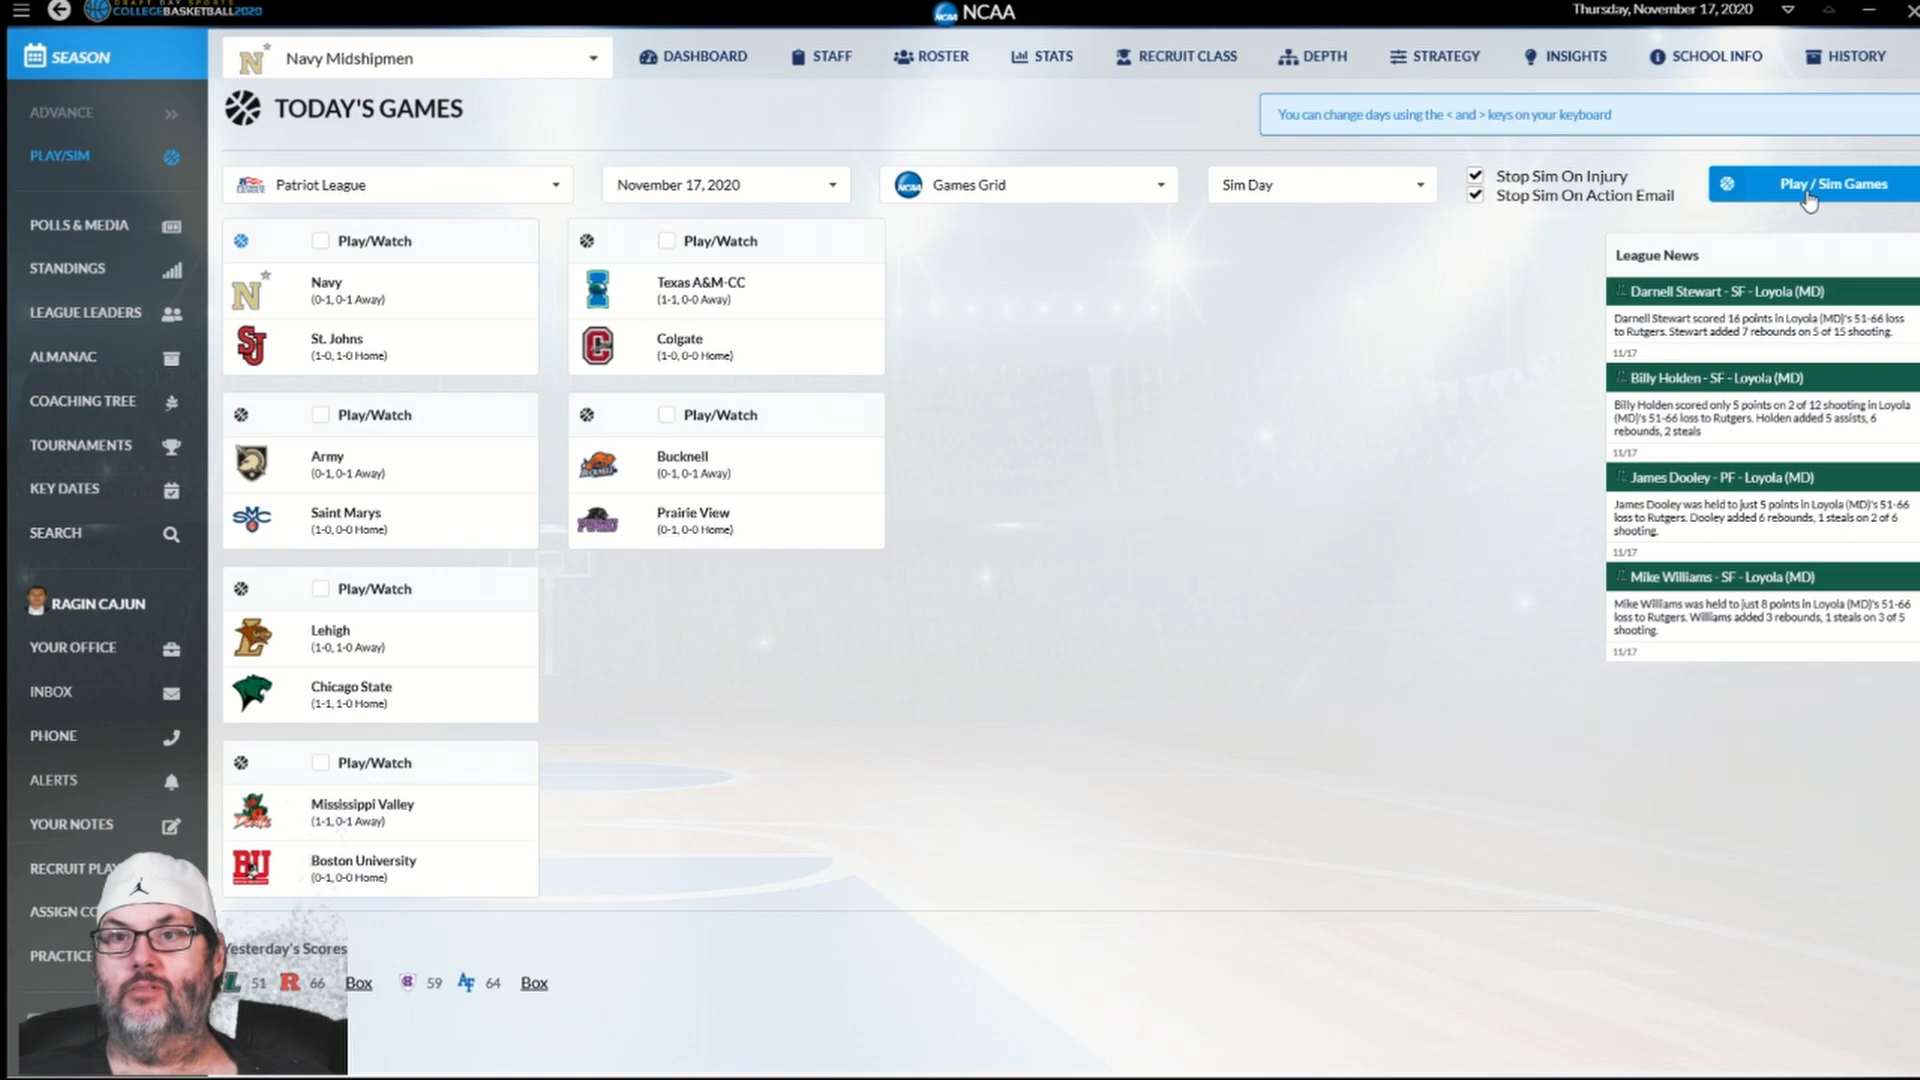 DRAFT DAY SPORTS
COLLEGEBASKETBALL2020
NCAA NCAA
Thursday, November 17, 2020
SEASON
Navy Midshipmen
DASHBOARD
STAFF
ROSTER
STATS
RECRUIT CLASS
DEPTH
STRATEGY
INSIGHTS
SCHOOL INFO
HISTORY
ADVANCE
PLAY/SIM
POLLS & MEDIA
STANDINGS
LEAGUE LEADERS
ALMANAC
COACHING TREE
TOURNAMENTS
KEY DATES
SEARCH
RAGIN CAJUN
YOUR OFFICE
INBOX
PHONE
ALERTS
YOUR NOTES
RECRUIT PLA
ASSIGN CO
PRACTICE
TODAY'S GAMES
You can change days using the < and > keys on your keyboard
Patriot League
November 17, 2020
NCAA Games Grid
Sim Day
Stop Sim On Injury
Stop Sim On Action Email
Play / Sim Games
Play/Watch
Navy
(0-1, 0-1 Away)
St. Johns
(1-0, 1-0 Home)
Play/Watch
Texas A&M-CC
(1-1, 0-0 Away)
Colgate
(1-0, 0-0 Home)
Play/Watch
Army
(0-1, 0-1 Away)
Saint Marys
(1-0, 0-0 Home)
Play/Watch
Bucknell
(0-1, 0-1 Away)
Prairie View
(0-1, 0-0 Home)
Play/Watch
Lehigh
(1-0, 1-0 Away)
Chicago State
(1-1, 1-0 Home)
Play/Watch
Mississippi Valley
(1-1, 0-1 Away)
Boston University
(0-1, 0-0 Home)
League News
Darnell Stewart - SF - Loyola (MD)
Darnell Stewart scored 16 points in Loyola (MD)'s 51-66 loss
to Rutgers. Stewart added 7 rebounds on 5 of 15 shooting.
11/17
Billy Holden - SF - Loyola (MD)
Billy Holden scored only 5 points on 2 of 12 shooting in Loyola
(MD)'s 51-66 loss to Rutgers. Holden added 5 assists, 6
rebounds, 2 steals
11/17
James Dooley - PF - Loyola (MD)
James Dooley was held to just 5 points in Loyola (MD)'s 51-66
loss to Rutgers. Dooley added 6 rebounds, 1 steals on 2 of 6
shooting.
11/17
Mike Williams - SF - Loyola (MD)
Mike Williams was held to just 8 points in Loyola (MD)'s 51-66
loss to Rutgers. Williams added 3 rebounds, 1 steals on 3 of 5
shooting.
11/17
Yesterday's Scores
L 51 R 66 Box 59 AF 64 Box